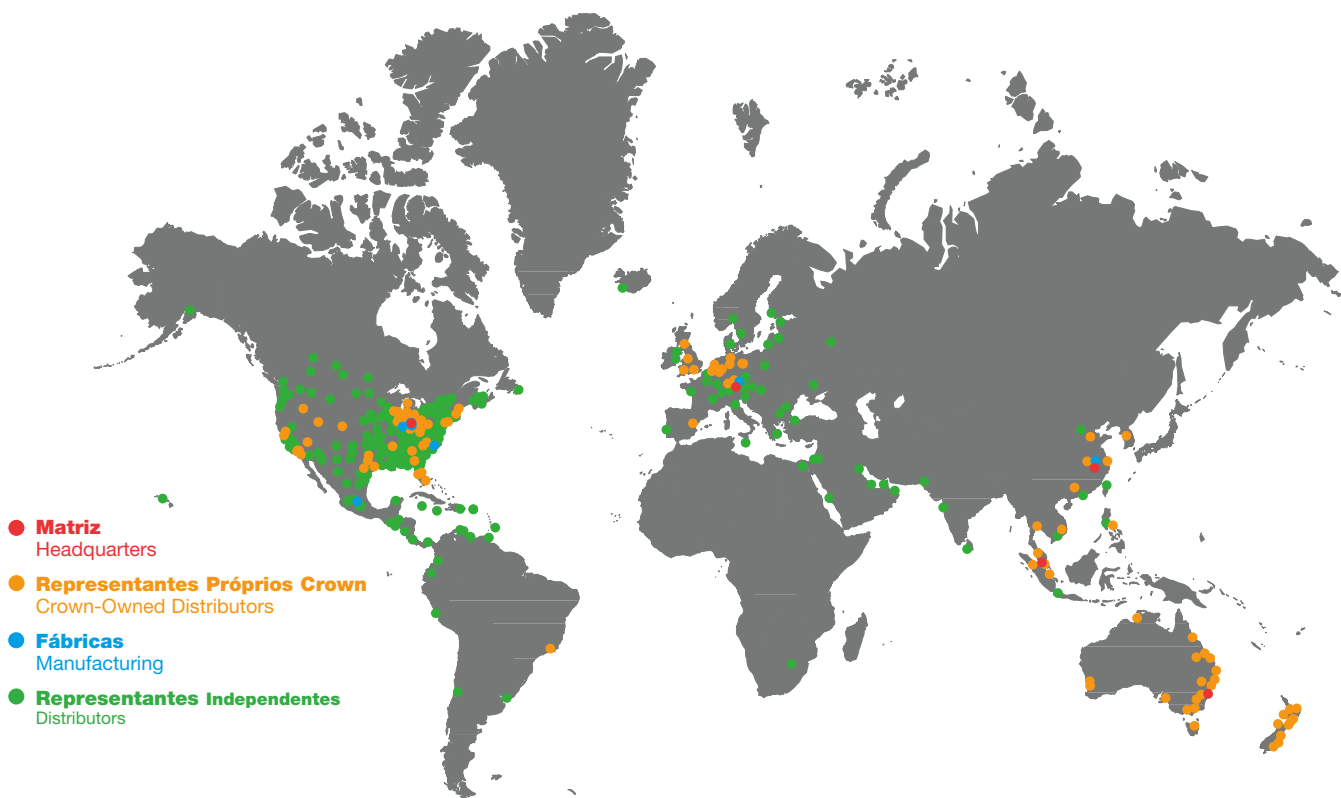 Matriz
Headquarters
Representantes Próprios Crown
Crown-Owned Distributors
Fábricas
Manufacturing
Representantes Independentes
Distributors